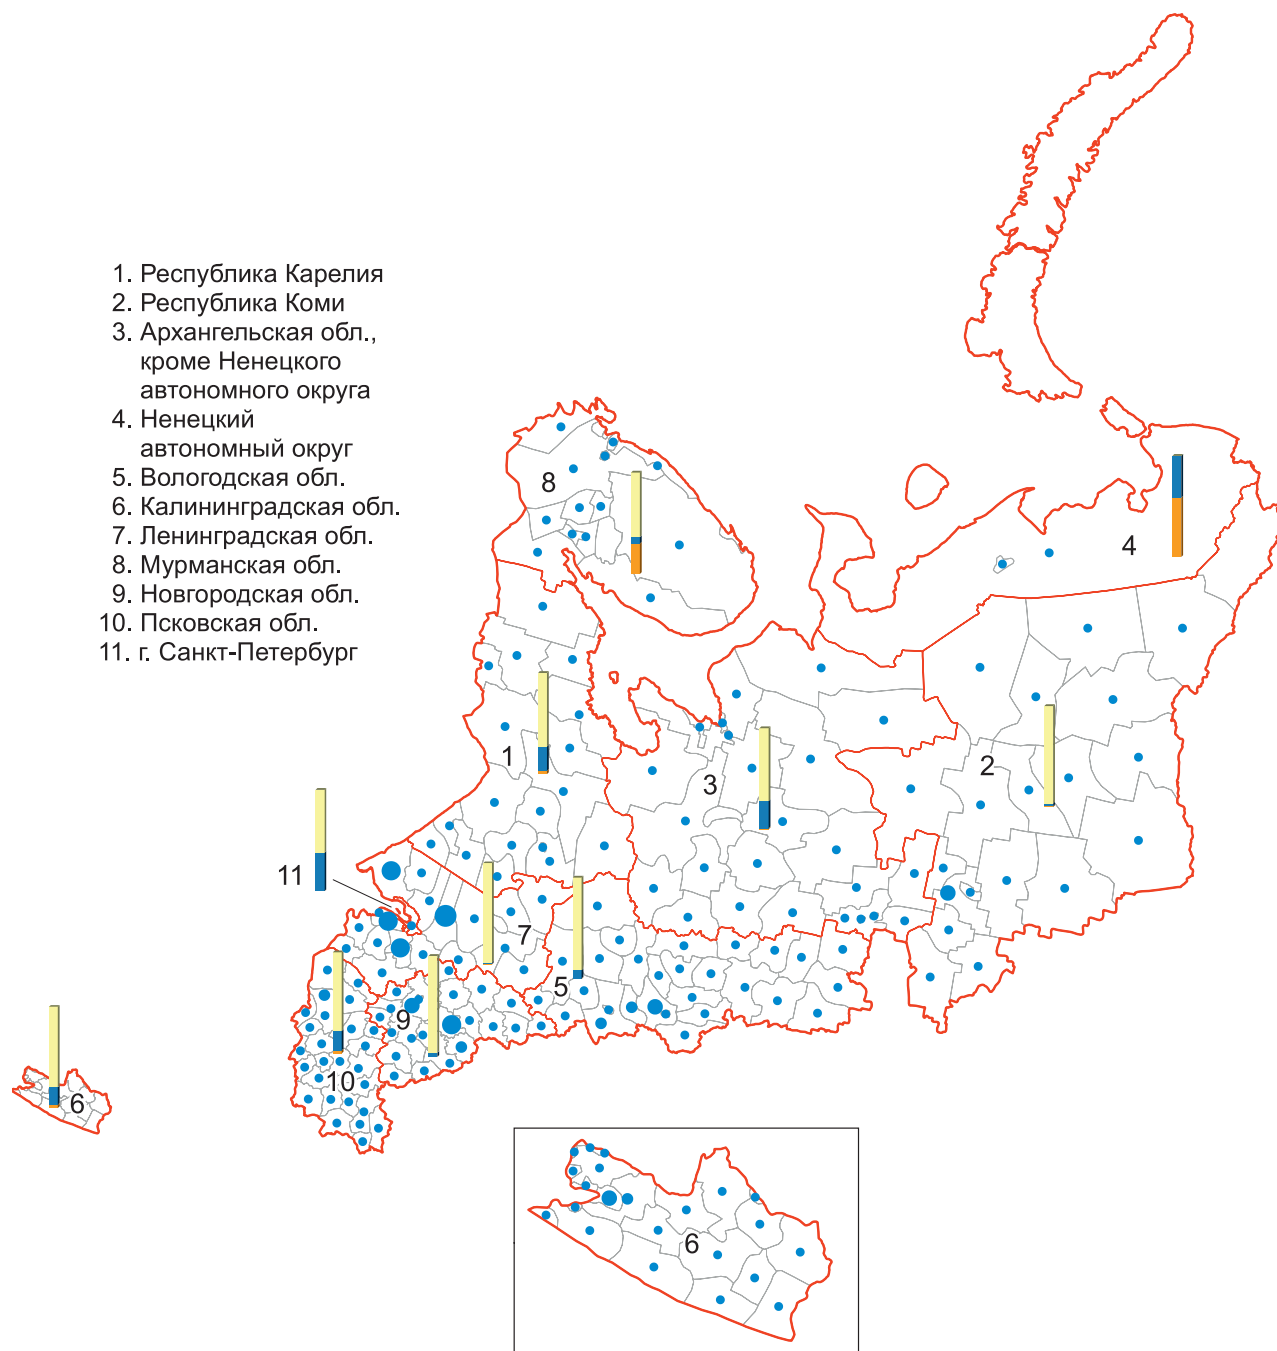 1. Республика Карелия
2. Республика Коми
3. Архангельская обл.,
кроме Ненецкого
автономного округа
4. Ненецкий
автономный округ
5. Вологодская обл.
6. Калининградская обл.
7. Ленинградская обл.
8. Мурманская обл.
9. Новгородская обл.
10. Псковская обл.
11. г. Санкт-Петербург
8
4
1
3
2
11
7
5
9
10
6
6